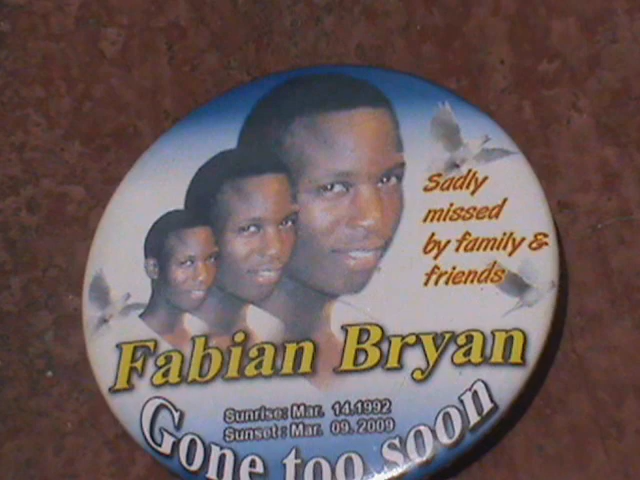 Sadly
missed
by family &
friends
Fabian Bryan
Sunrise: Mar. 14.1992
Sunset: Mar. 09. 2009
Gone too soon